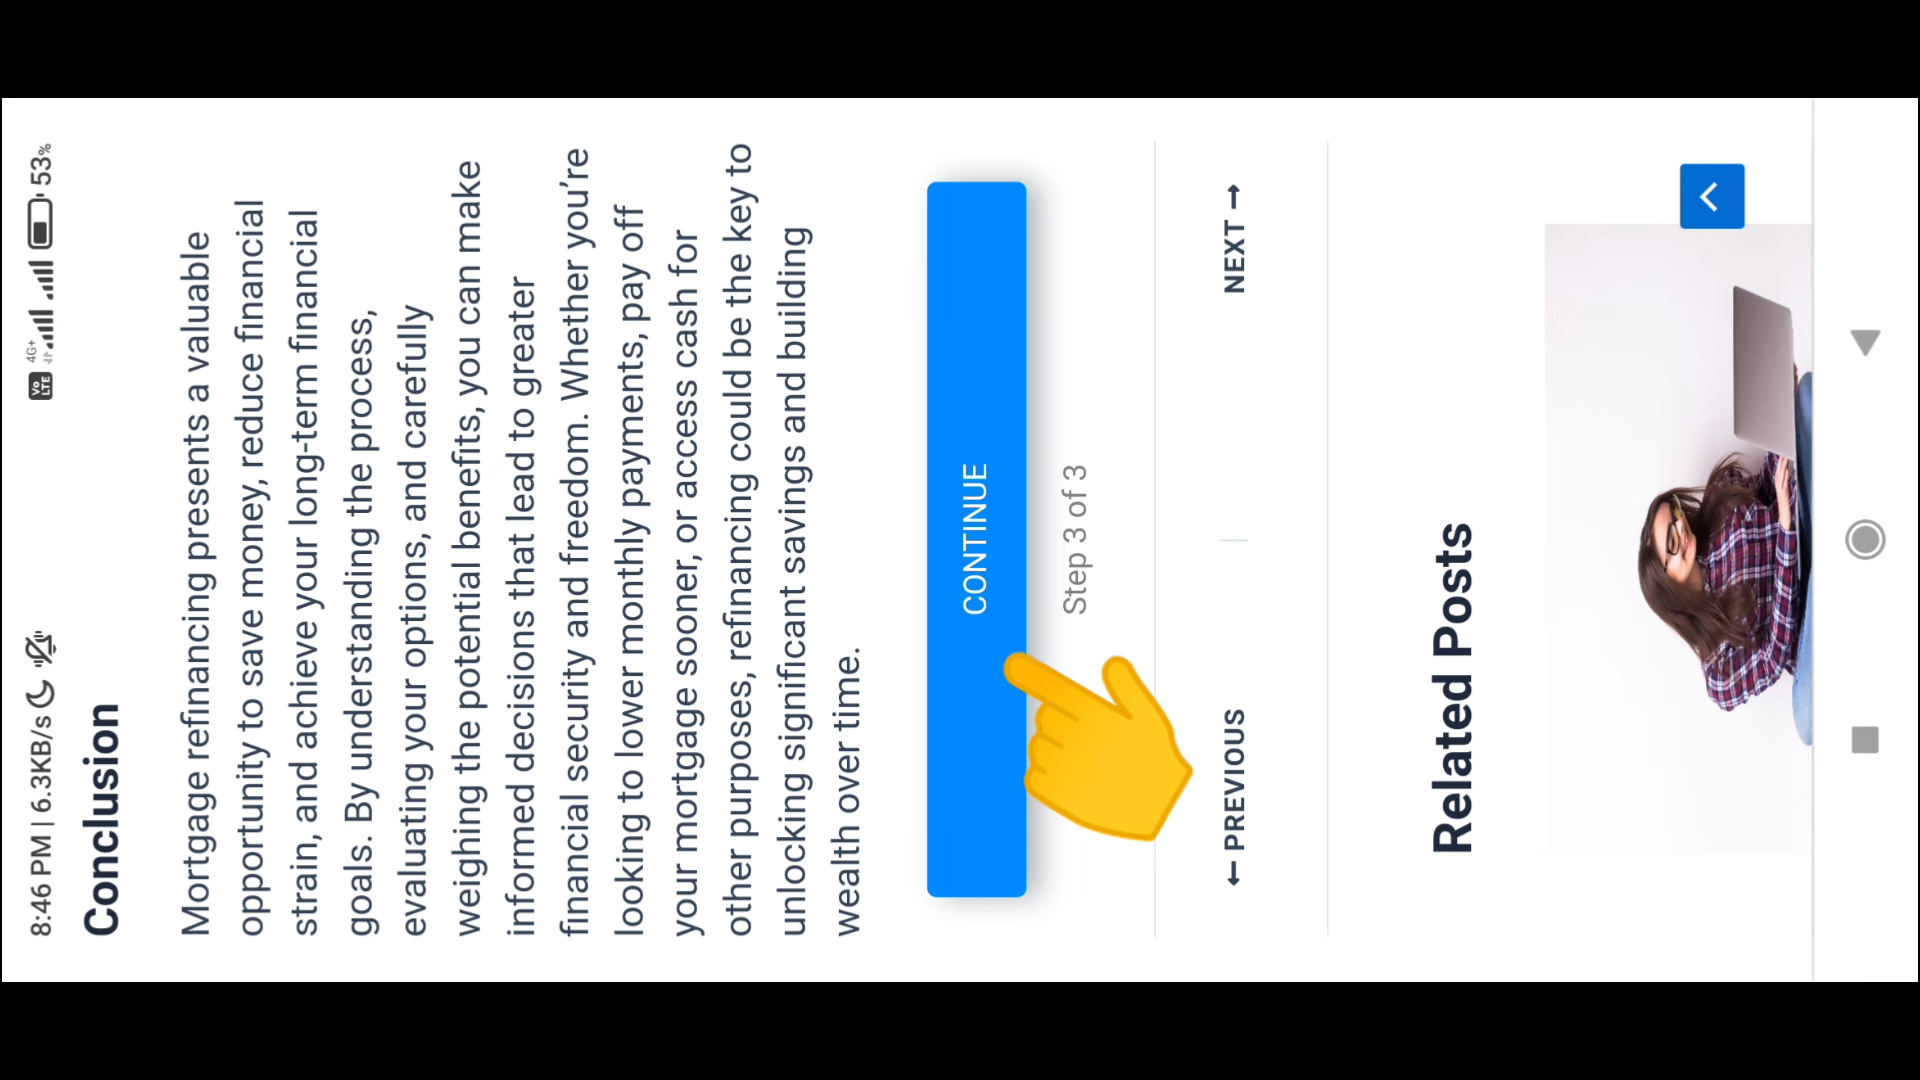 8:46 PM | 6.3KB/s
4G+
Vo
LTE
53%
Conclusion
Mortgage refinancing presents a valuable
opportunity to save money, reduce financial
strain, and achieve your long-term financial
goals. By understanding the process,
evaluating your options, and carefully
weighing the potential benefits, you can make
informed decisions that lead to greater
financial security and freedom. Whether you’re
looking to lower monthly payments, pay off
your mortgage sooner, or access cash for
other purposes, refinancing could be the key to
unlocking significant savings and building
wealth over time.
CONTINUE
Step 3 of 3
← PREVIOUS
NEXT →
Related Posts